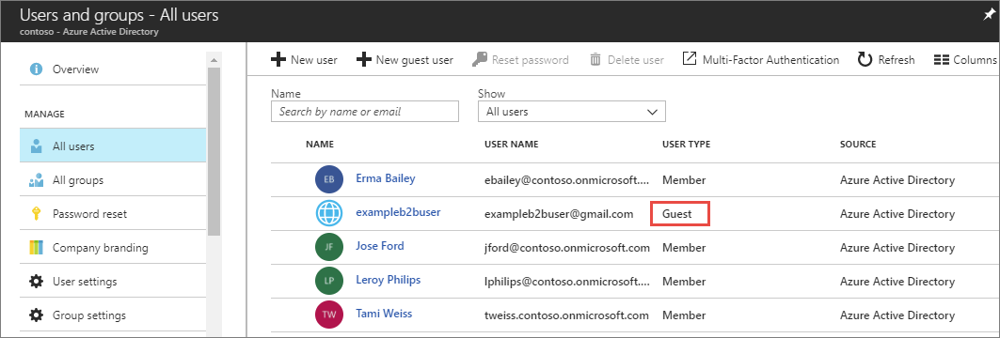 Users and groups - All users
contoso - Azure Active Directory
Overview
MANAGE
All users
All groups
Password reset
Company branding
User settings
Group settings
New user
New guest user
Reset password
Delete user
Multi-Factor Authentication
Refresh
Columns
Name
Show
Search by name or email
All users
NAME USER NAME USER TYPE SOURCE
EB Erma Bailey ebailey@contoso.onmicrosoft.... Member Azure Active Directory
exampleb2buser exampleb2buser@gmail.com Guest Azure Active Directory
JF Jose Ford jford@contoso.onmicrosoft.com Member Azure Active Directory
LP Leroy Philips lphilips@contoso.onmicrosoft.... Member Azure Active Directory
TW Tami Weiss tweiss.contoso.onmicrosoft.com Member Azure Active Directory